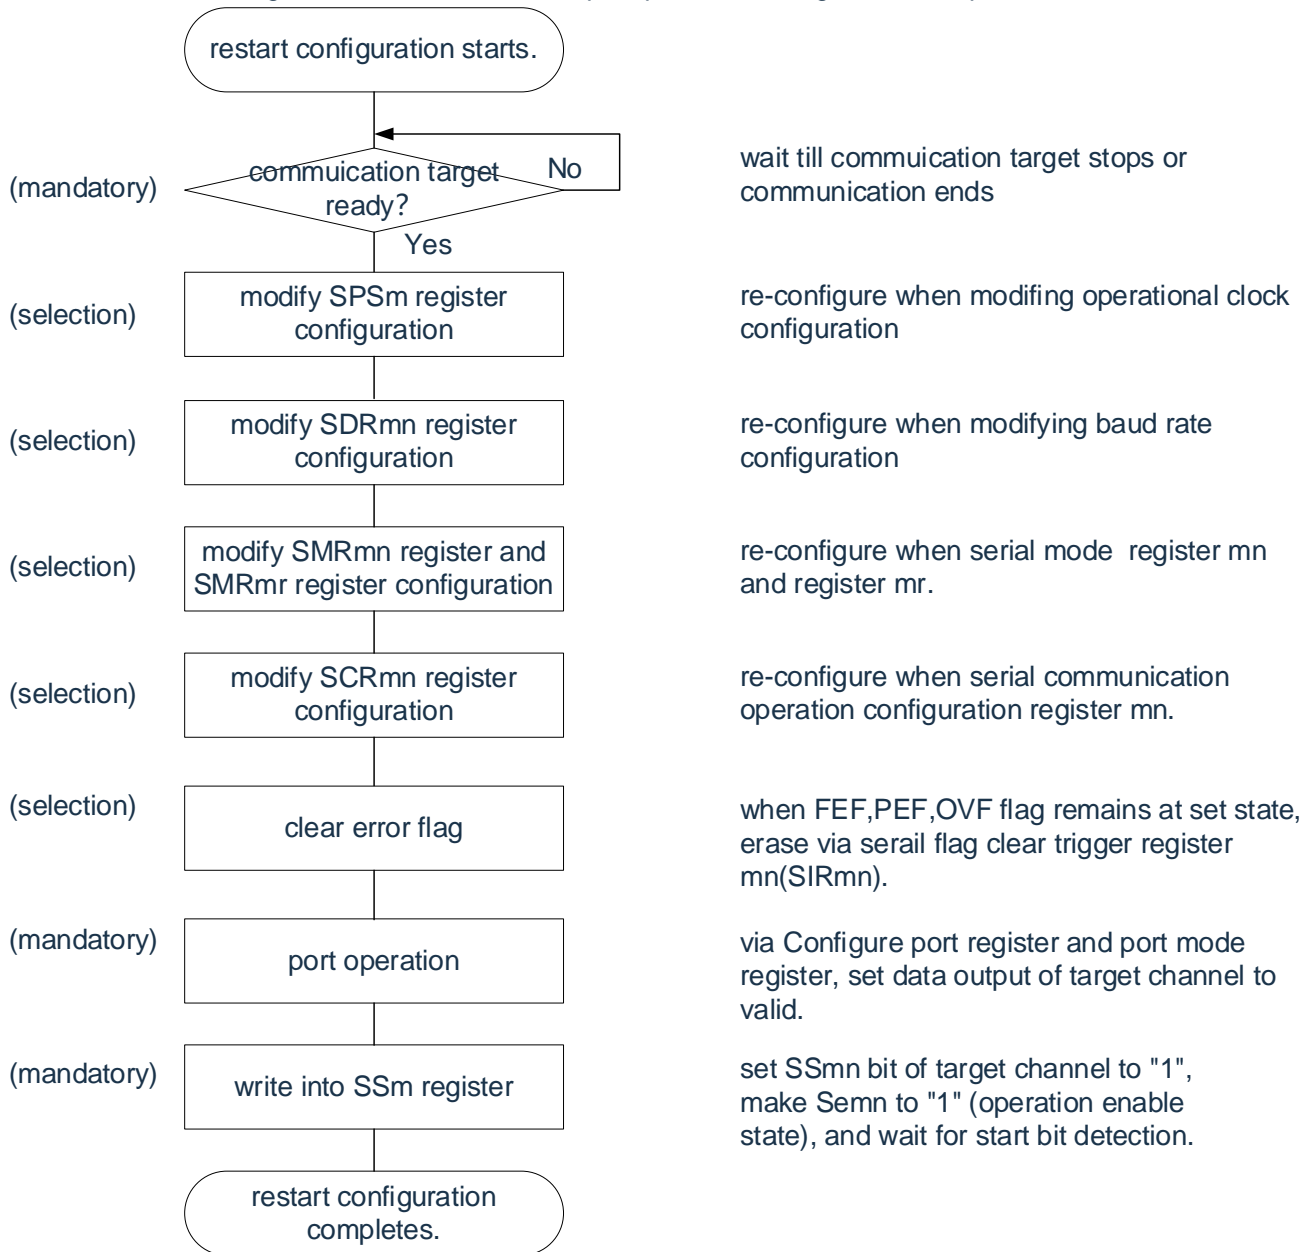 restart configuration starts.
(mandatory)
commuication target
ready?
No
Yes
wait till commuication target stops or
communication ends
(selection)
modify SPSm register
configuration
re-configure when modifing operational clock
configuration
(selection)
modify SDRmn register
configuration
re-configure when modifying baud rate
configuration
(selection)
modify SMRmn register and
SMRmr register configuration
re-configure when serial mode  register mn
and register mr.
(selection)
modify SCRmn register
configuration
re-configure when serial communication
operation configuration register mn.
(selection)
clear error flag
when FEF,PEF,OVF flag remains at set state,
erase via serail flag clear trigger register
mn(SIRmn).
(mandatory)
port operation
via Configure port register and port mode
register, set data output of target channel to
valid.
(mandatory)
write into SSm register
set SSmn bit of target channel to "1",
make Semn to "1" (operation enable
state), and wait for start bit detection.
restart configuration
completes.